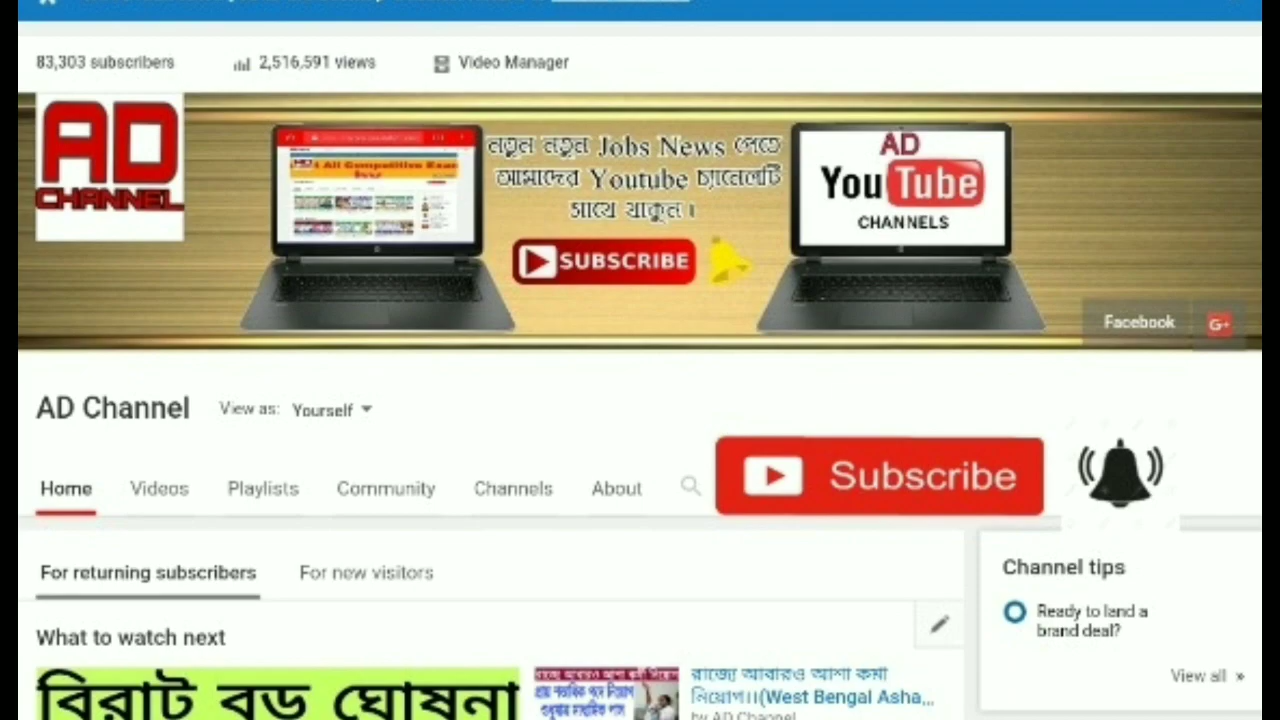 83,303 subscribers
2,516,591 views
Video Manager
AD
CHANNEL
নতুন নতুন Jobs News পেতে
আমাদের Youtube চ্যানেলটি
সাথে থাকুন।
SUBSCRIBE
AD
YouTube
CHANNELS
Facebook
G+
AD Channel
View as: Yourself
Home
Videos
Playlists
Community
Channels
About
Subscribe
For returning subscribers
For new visitors
Channel tips
Ready to land a
brand deal?
View all »
What to watch next
বিরাট বড় ঘোষনা
রাজ্যে আবারও আশা কর্মী
নিয়োগ।।(West Bengal Asha...
by AD Channel